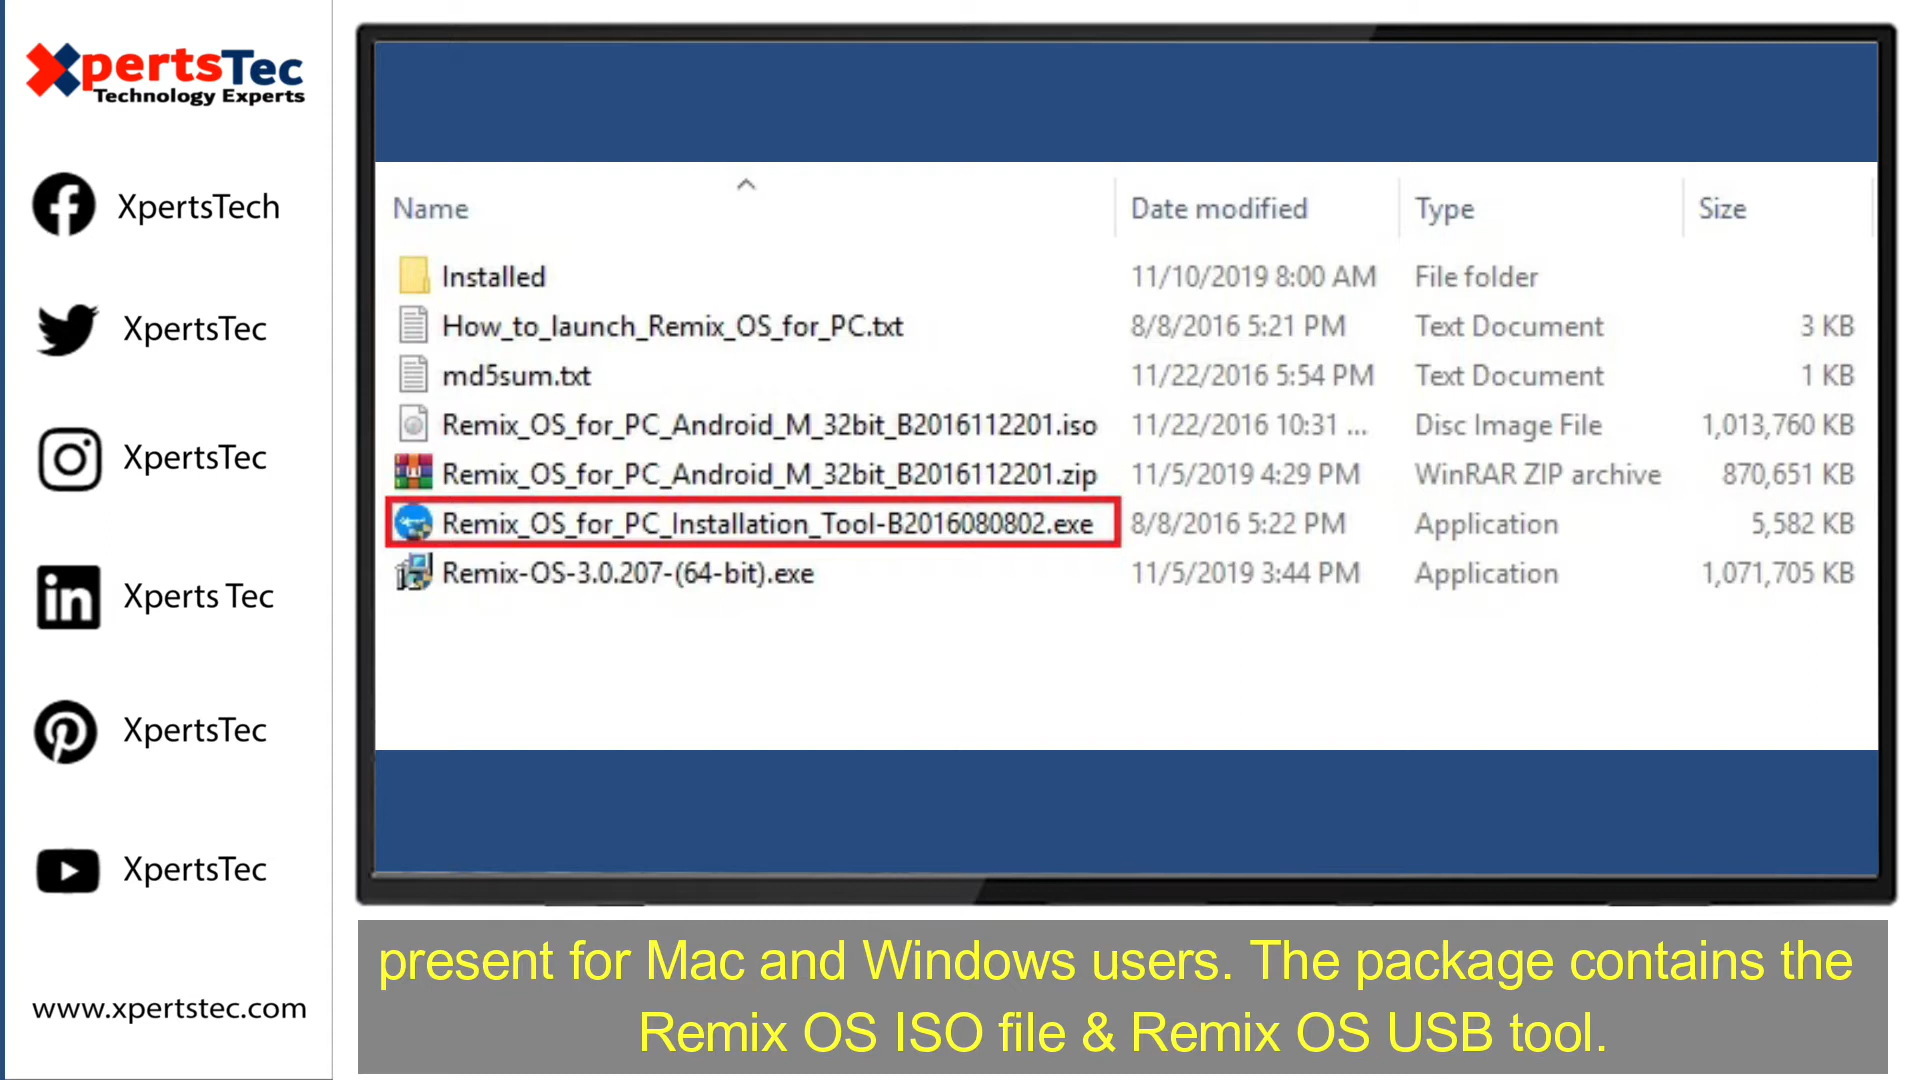 XpertsTec
Technology Experts
XpertsTech
XpertsTec
XpertsTec
Xperts Tec
XpertsTec
XpertsTec
www.xpertstec.com
Name Date modified Type Size
Installed 11/10/2019 8:00 AM File folder
How_to_launch_Remix_OS_for_PC.txt 8/8/2016 5:21 PM Text Document 3 KB
md5sum.txt 11/22/2016 5:54 PM Text Document 1 KB
Remix_OS_for_PC_Android_M_32bit_B2016112201.iso 11/22/2016 10:31 ... Disc Image File 1,013,760 KB
Remix_OS_for_PC_Android_M_32bit_B2016112201.zip 11/5/2019 4:29 PM WinRAR ZIP archive 870,651 KB
Remix_OS_for_PC_Installation_Tool-B2016080802.exe 8/8/2016 5:22 PM Application 5,582 KB
Remix-OS-3.0.207-(64-bit).exe 11/5/2019 3:44 PM Application 1,071,705 KB
present for Mac and Windows users. The package contains the
Remix OS ISO file & Remix OS USB tool.